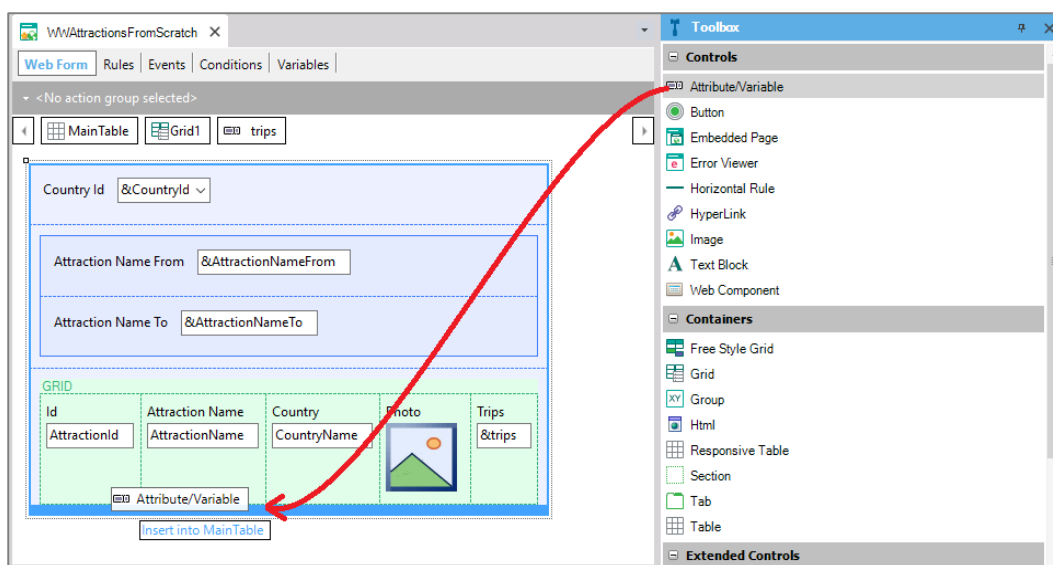 WWAttractionsFromScratch
Web Form Rules Events Conditions Variables
<No action group selected>
MainTable Grid1 trips
Country Id &CountryId
Attraction Name From &AttractionNameFrom
Attraction Name To &AttractionNameTo
GRID
Id Attraction Name Country Photo Trips
AttractionId AttractionName CountryName &trips
Attribute/Variable
Insert into MainTable
Toolbox
Controls
Attribute/Variable
Button
Embedded Page
e Error Viewer
Horizontal Rule
HyperLink
Image
A Text Block
Web Component
Containers
Free Style Grid
Grid
XY Group
Html
Responsive Table
Section
Tab
Table
Extended Controls